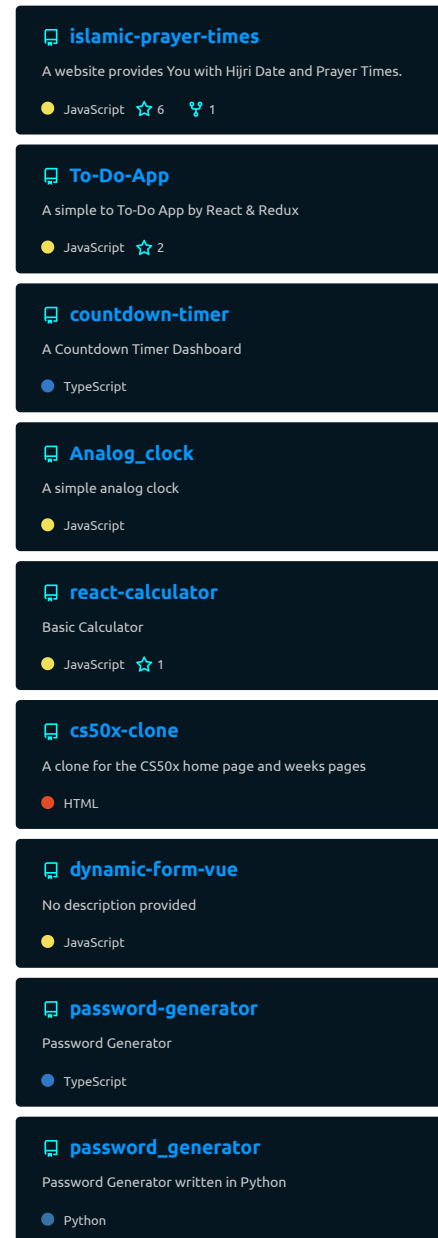 islamic-prayer-times
A website provides You with Hijri Date and Prayer Times.
JavaScript 6 1
To-Do-App
A simple to To-Do App by React & Redux
JavaScript 2
countdown-timer
A Countdown Timer Dashboard
TypeScript
Analog_clock
A simple analog clock
JavaScript
react-calculator
Basic Calculator
JavaScript 1
cs50x-clone
A clone for the CS50x home page and weeks pages
HTML
dynamic-form-vue
No description provided
JavaScript
password-generator
Password Generator
TypeScript
password_generator
Password Generator written in Python
Python